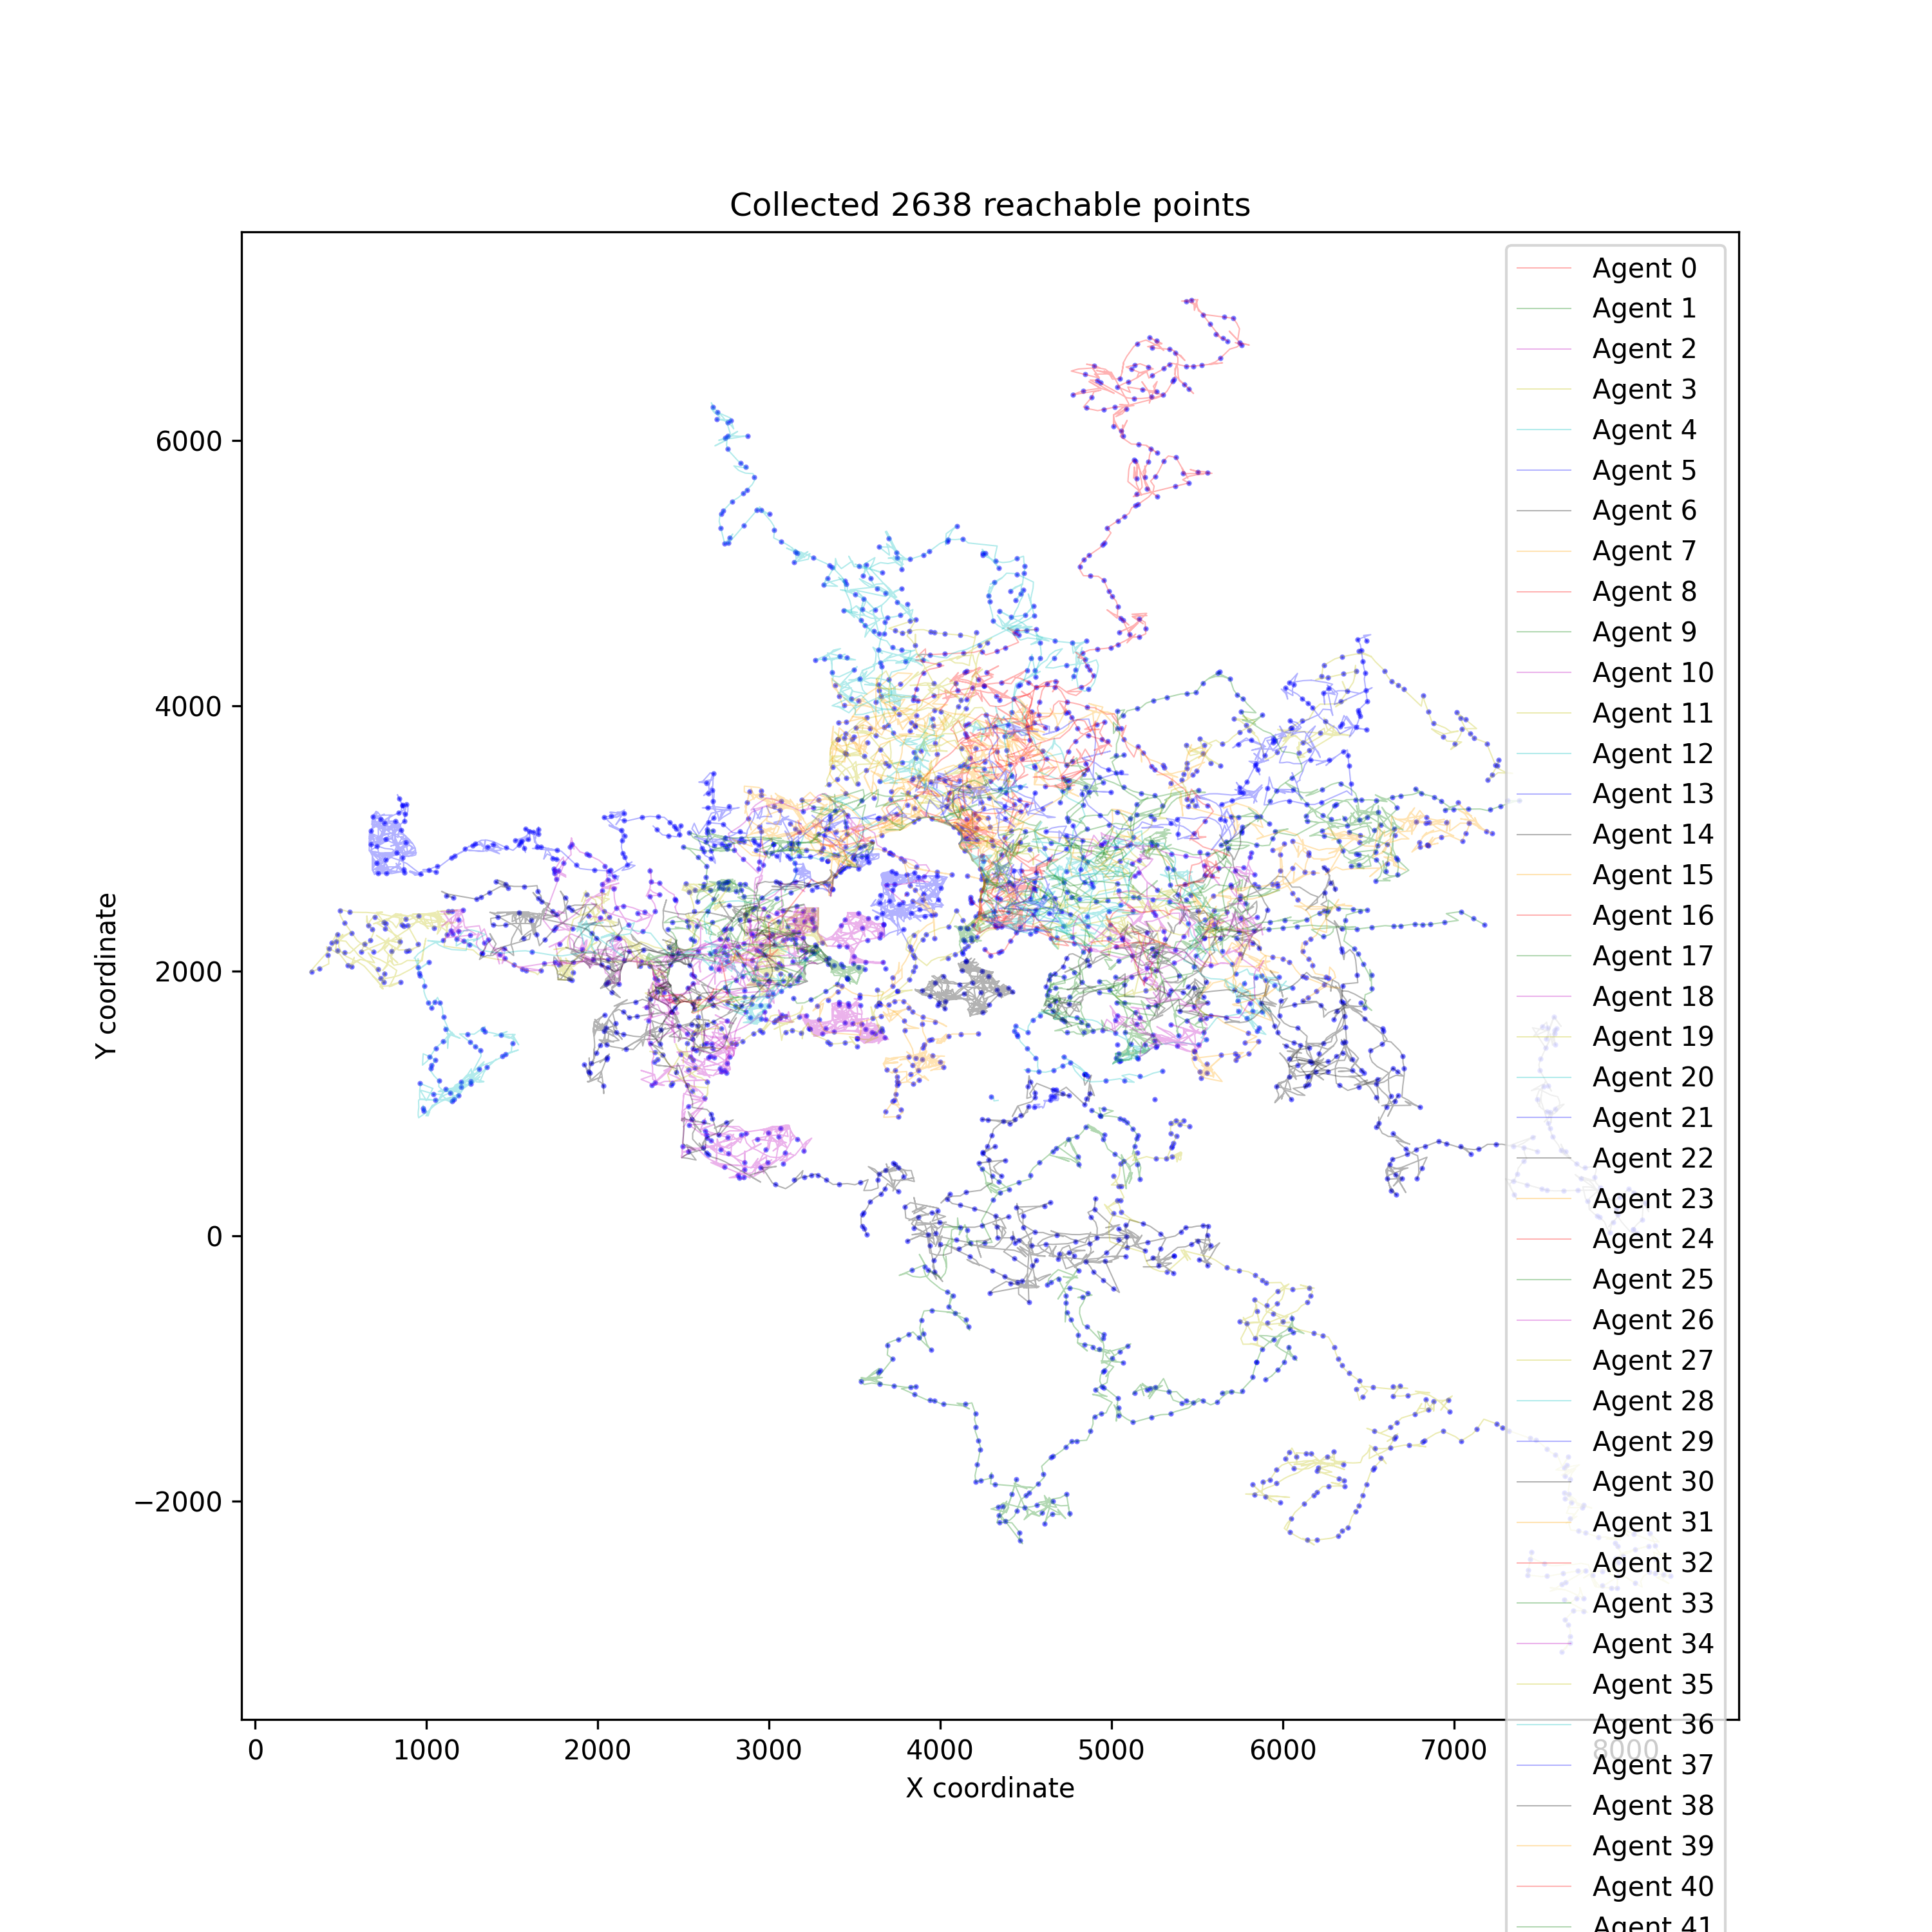 Collected 2638 reachable points
Y coordinate
6000
4000
2000
0
−2000
0 1000 2000 3000 4000 5000 6000 7000 8000
X coordinate
Agent 0
Agent 1
Agent 2
Agent 3
Agent 4
Agent 5
Agent 6
Agent 7
Agent 8
Agent 9
Agent 10
Agent 11
Agent 12
Agent 13
Agent 14
Agent 15
Agent 16
Agent 17
Agent 18
Agent 19
Agent 20
Agent 21
Agent 22
Agent 23
Agent 24
Agent 25
Agent 26
Agent 27
Agent 28
Agent 29
Agent 30
Agent 31
Agent 32
Agent 33
Agent 34
Agent 35
Agent 36
Agent 37
Agent 38
Agent 39
Agent 40
Agent 41